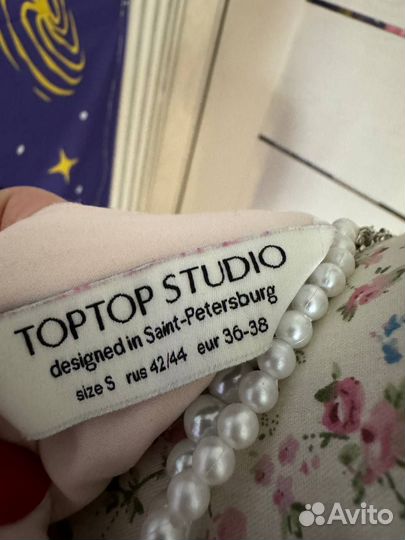 TOPTOP STUDIO
designed in Saint-Petersburg
size S rus 42/44 eur 36-38
Avito